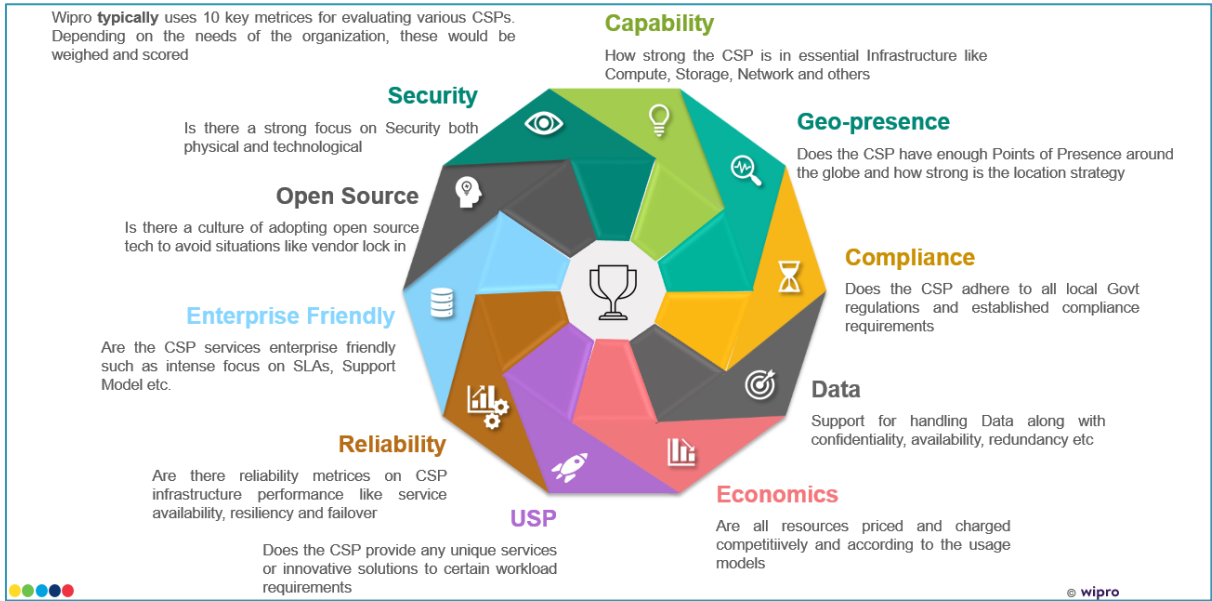 Wipro typically uses 10 key metrices for evaluating various CSPs.
Depending on the needs of the organization, these would be
weighed and scored
Capability
How strong the CSP is in essential Infrastructure like
Compute, Storage, Network and others
Security
Is there a strong focus on Security both
physical and technological
Geo-presence
Does the CSP have enough Points of Presence around
the globe and how strong is the location strategy
Open Source
Is there a culture of adopting open source
tech to avoid situations like vendor lock in
Compliance
Does the CSP adhere to all local Govt
regulations and established compliance
requirements
Enterprise Friendly
Are the CSP services enterprise friendly
such as intense focus on SLAs, Support
Model etc.
Data
Support for handling Data along with
confidentiality, availability, redundancy etc
Reliability
Are there reliability metrices on CSP
infrastructure performance like service
availability, resiliency and failover
Economics
Are all resources priced and charged
competitiively and according to the usage
models
USP
Does the CSP provide any unique services
or innovative solutions to certain workload
requirements
© wipro